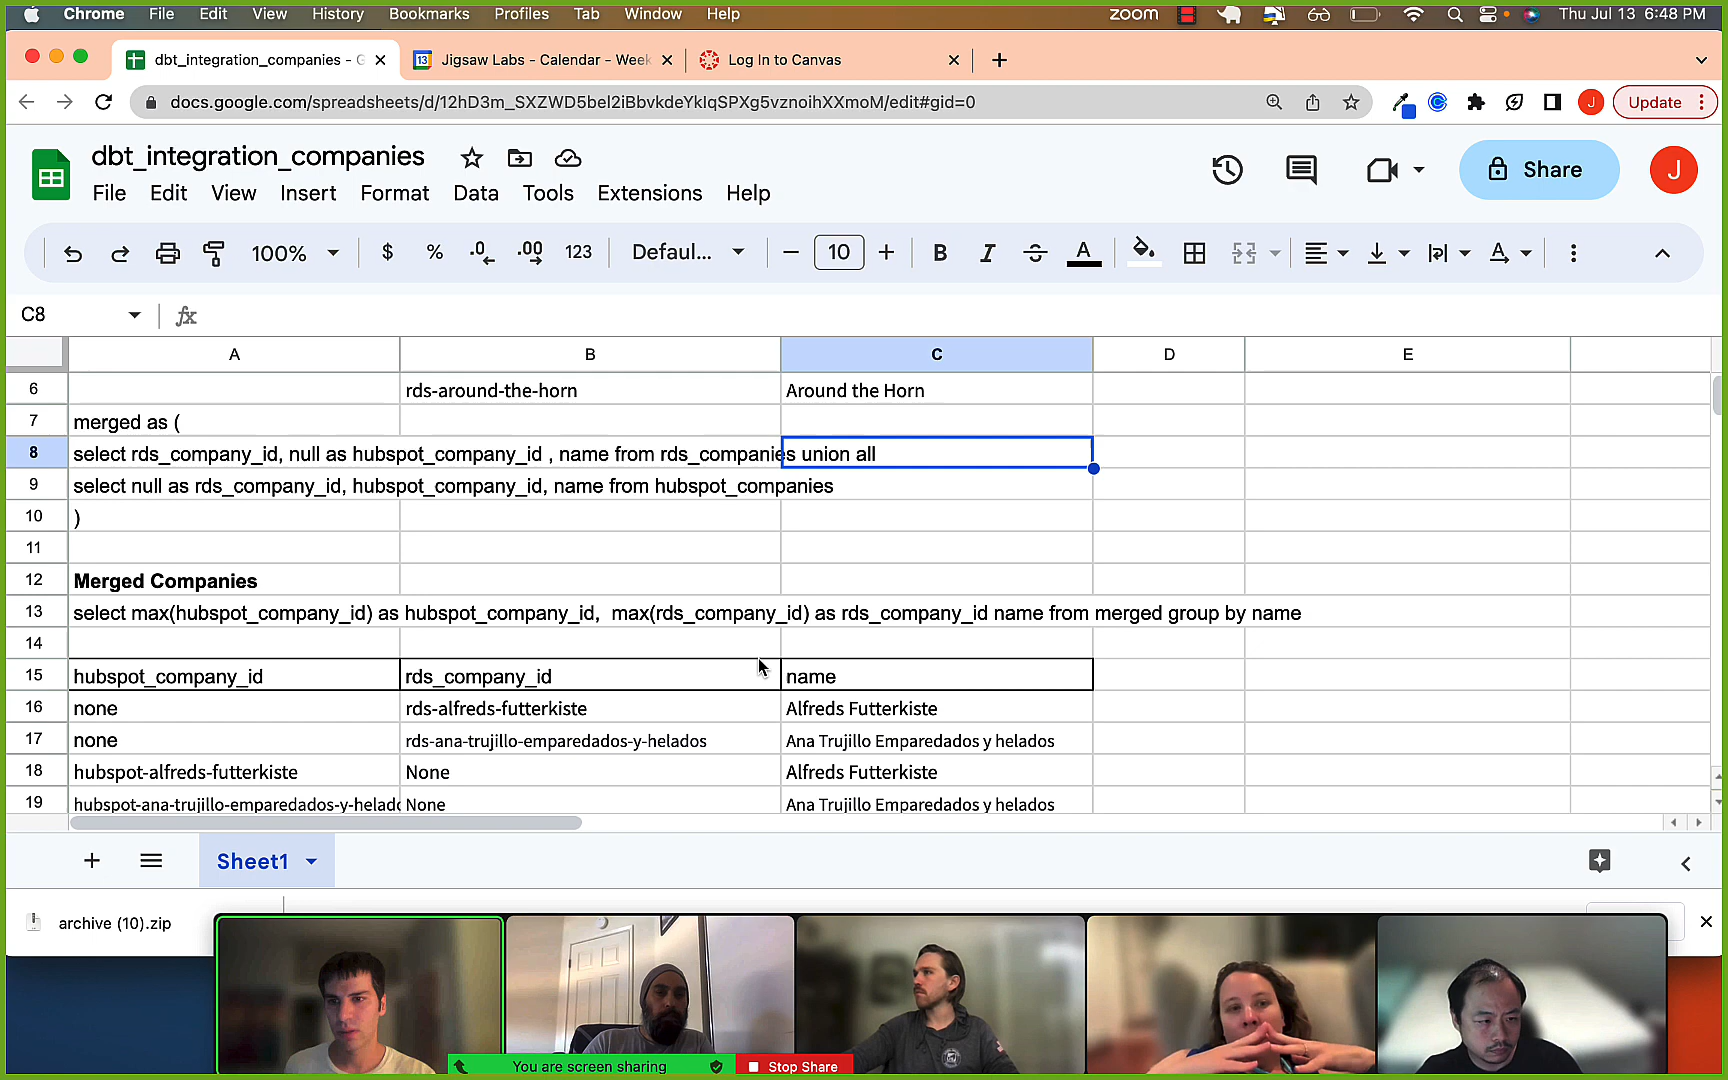 Chrome File Edit View History Bookmarks Profiles Tab Window Help zoom Thu Jul 13 6:48 PM
dbt_integration_companies - G 13 Jigsaw Labs - Calendar - Week Log In to Canvas
docs.google.com/spreadsheets/d/12hD3m_SXZWD5bel2iBbvkdeYkIqSPXg5vznoihXXmoM/edit#gid=0 J Update
dbt_integration_companies
File Edit View Insert Format Data Tools Extensions Help
Share J
100% $ % .0 .00 123 Defaul... 10 B I A A
C8 fx
A B C D E
6 rds-around-the-horn Around the Horn
7 merged as (
8 select rds_company_id, null as hubspot_company_id , name from rds_companies union all
9 select null as rds_company_id, hubspot_company_id, name from hubspot_companies
10 )
11
12 Merged Companies
13 select max(hubspot_company_id) as hubspot_company_id, max(rds_company_id) as rds_company_id name from merged group by name
14
15 hubspot_company_id rds_company_id name
16 none rds-alfreds-futterkiste Alfreds Futterkiste
17 none rds-ana-trujillo-emparedados-y-helados Ana Trujillo Emparedados y helados
18 hubspot-alfreds-futterkiste None Alfreds Futterkiste
19 hubspot-ana-trujillo-emparedados-y-helado None Ana Trujillo Emparedados y helados
Sheet1
archive (10).zip
You are screen sharing Stop Share